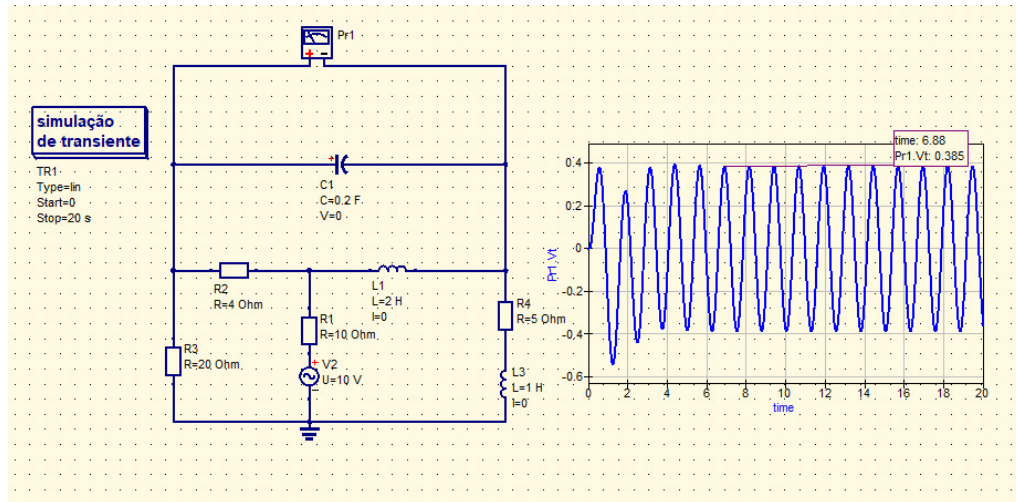 Pr1
simulação
de transiente
TR1
Type=lin
Start=0
Stop=20 s
C1
C=0.2 F
V=0
R2
R=4 Ohm
L1
L=2 H
I=0
R1
R=10 Ohm
V2
U=10 V
R3
R=20 Ohm
R4
R=5 Ohm
L3
L=1 H
I=0
time: 6.88
Pr1.Vt: 0.385
0.4
0.2
0
-0.2
-0.4
-0.6
Pr1.Vt
0 2 4 6 8 10 12 14 16 18 20
time